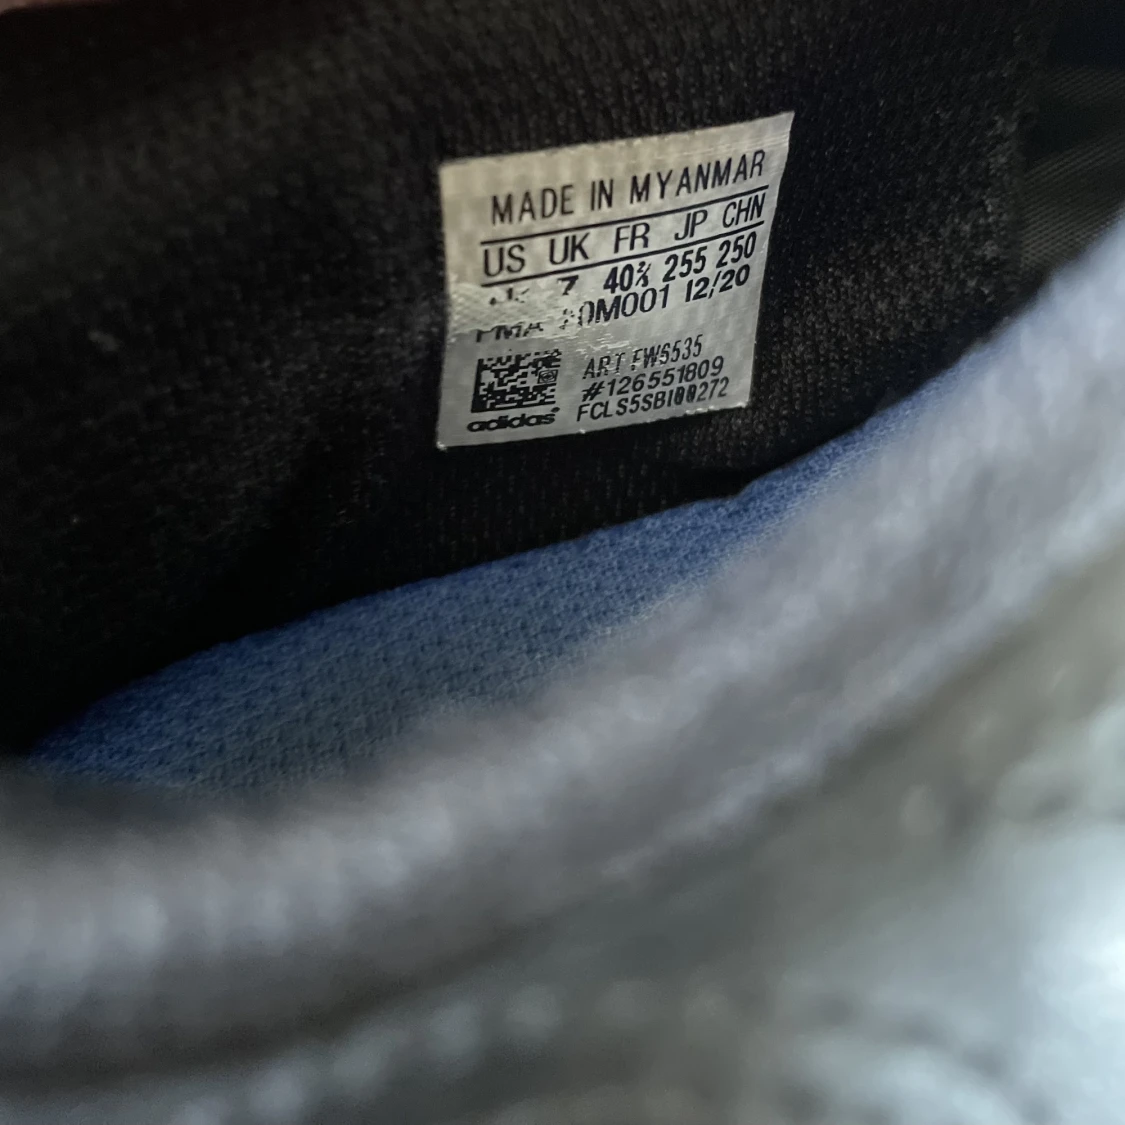 MADE IN MYANMAR
US UK FR JP CHN
7 40⅔ 255 250
0M001 12/20
ART FW6535
#126551809
adidas FCLS5SB100272